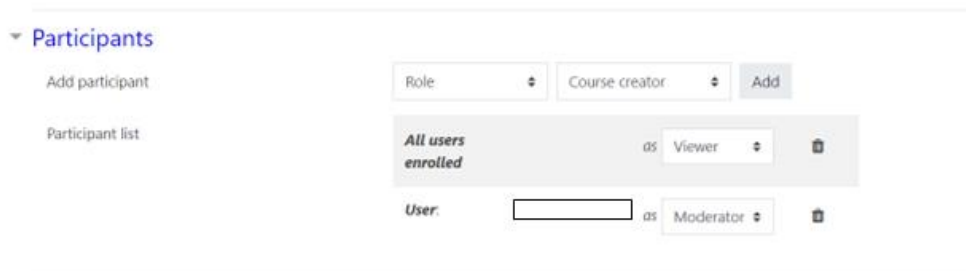 Participants
Add participant Role Course creator Add
Participant list
All users enrolled as Viewer
User: as Moderator